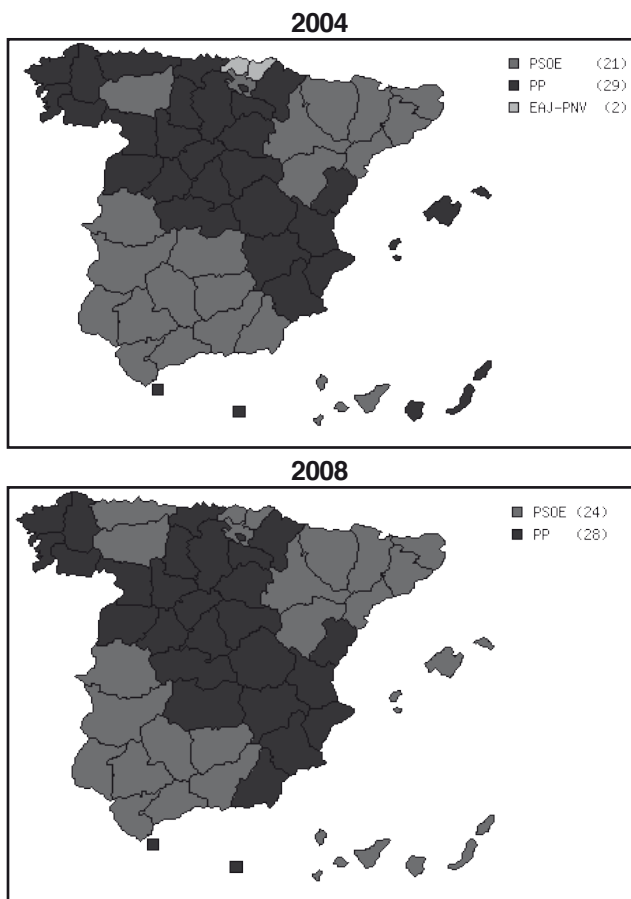 2004
PSOE (21)
PP (29)
EAJ-PNV (2)
2008
PSOE (24)
PP (28)